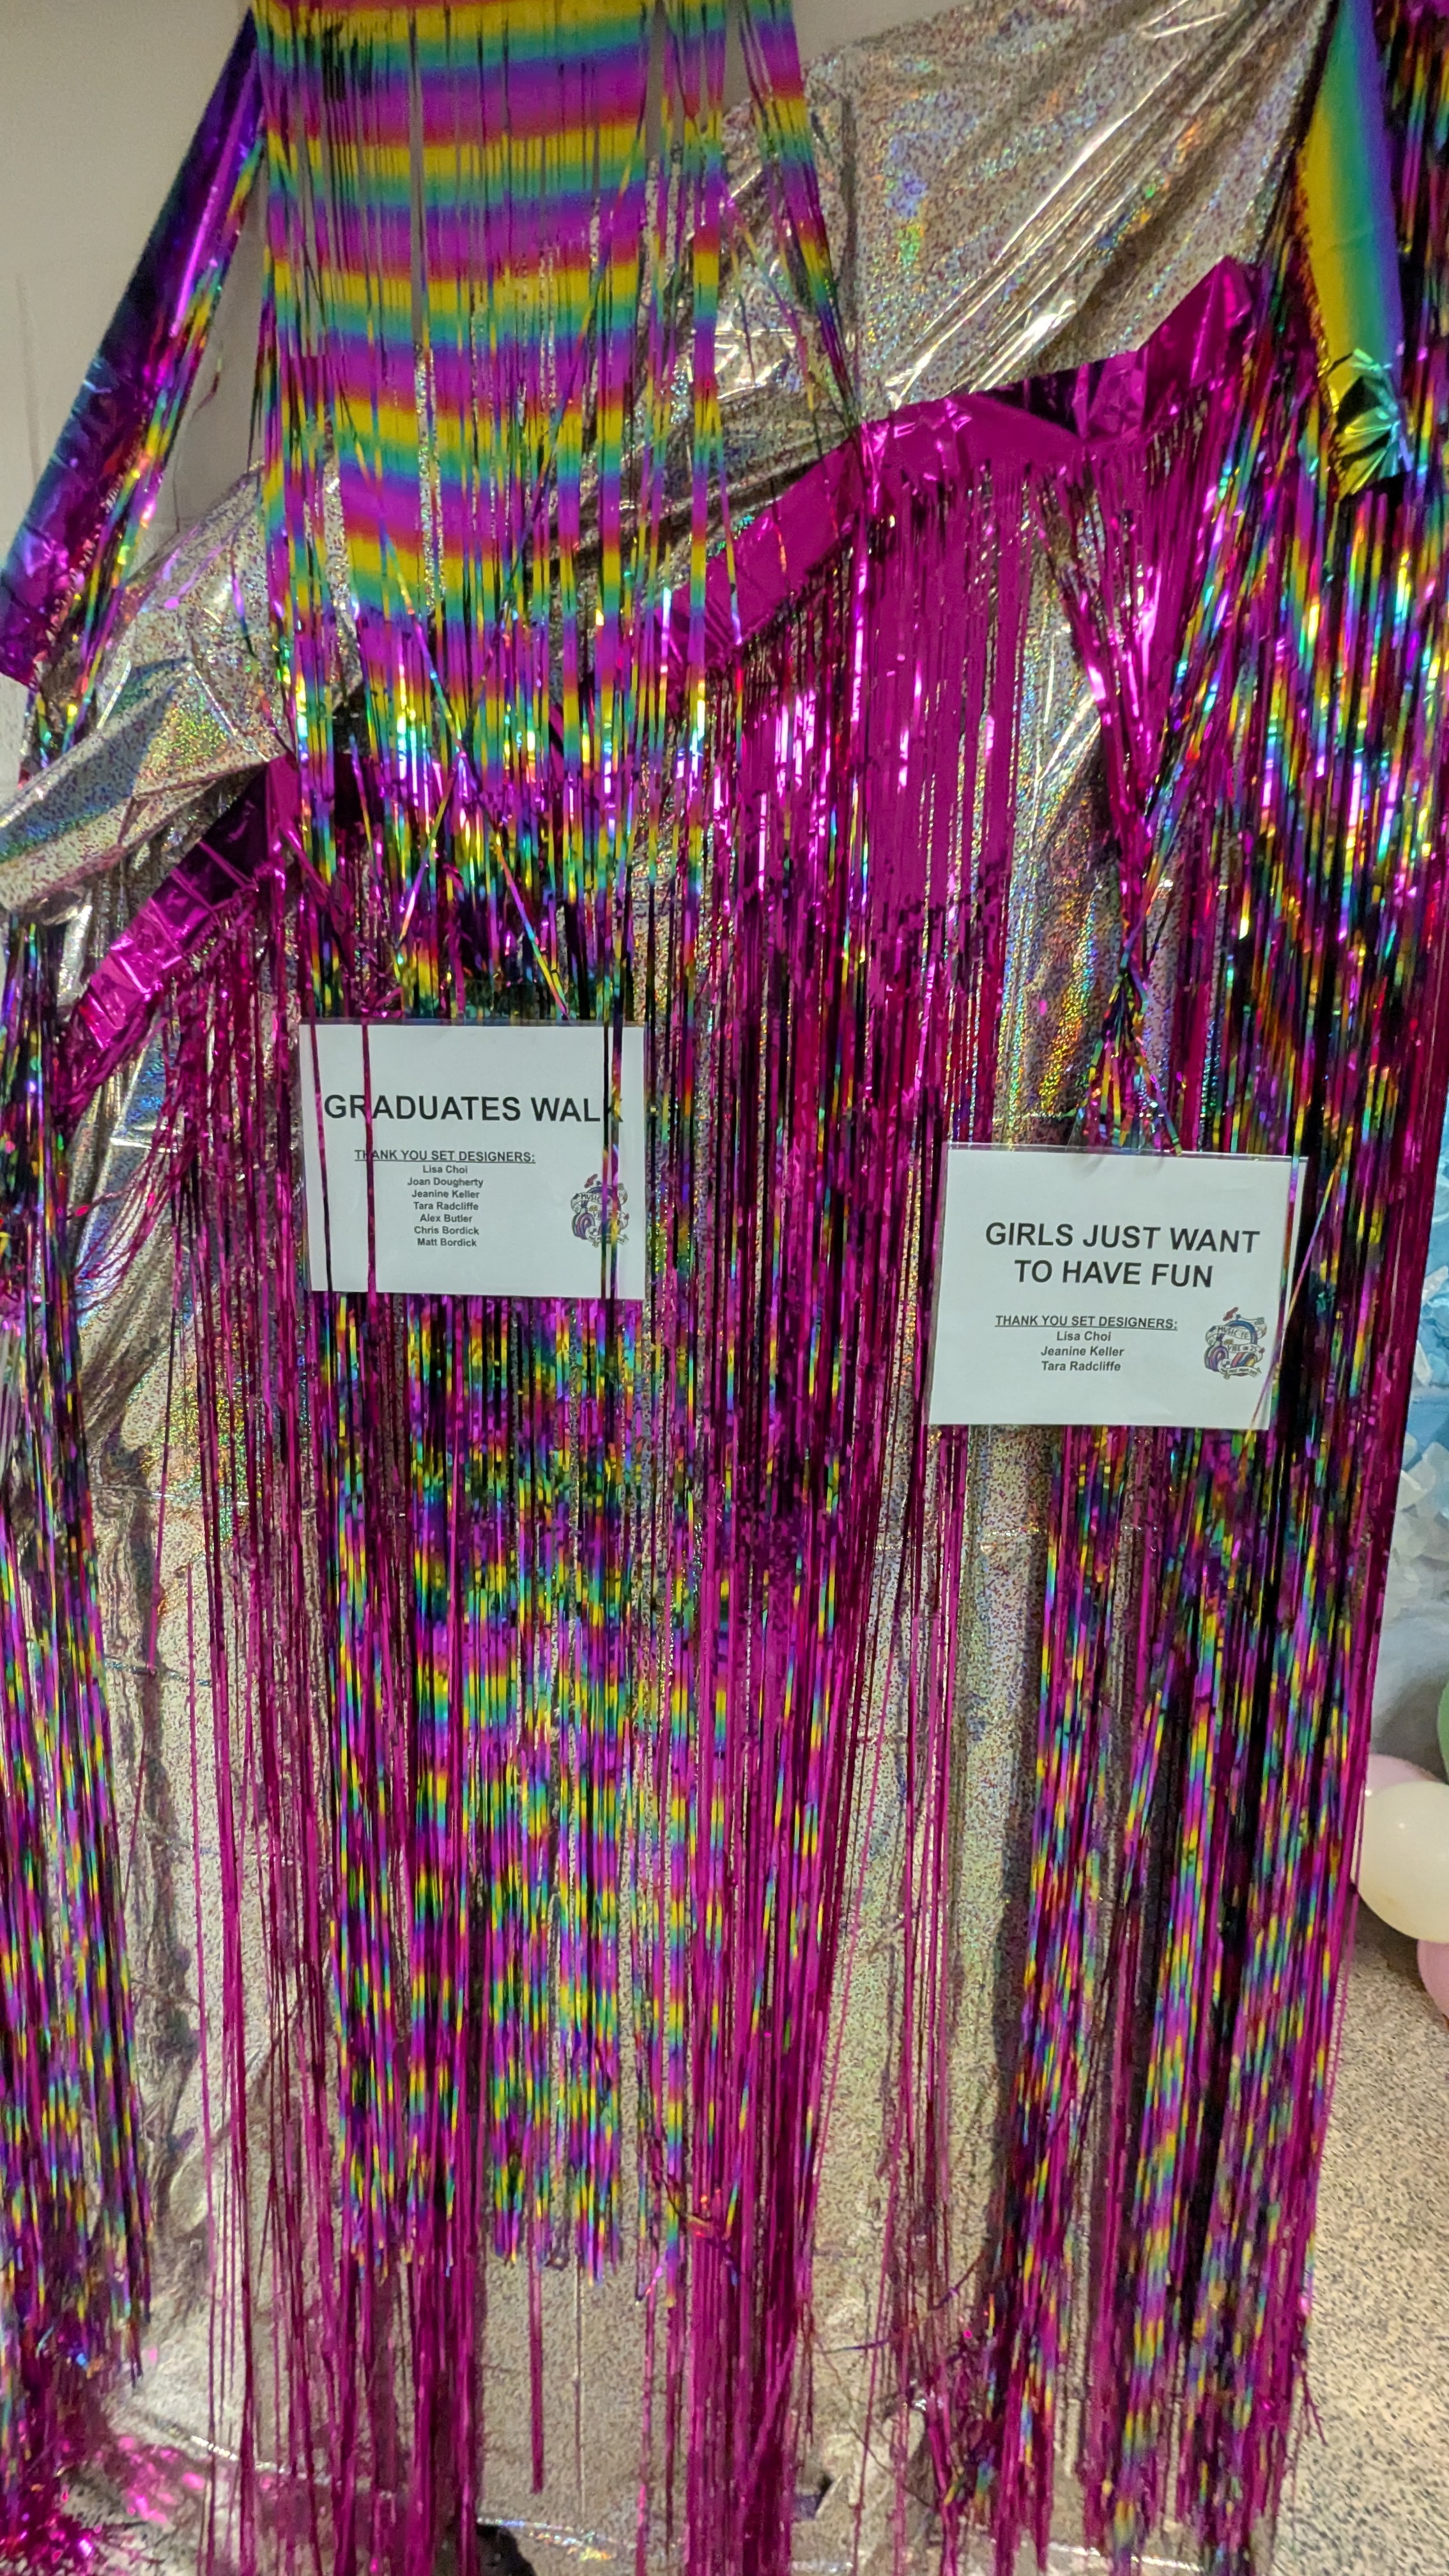 GRADUATES WALK
THANK YOU SET DESIGNERS:
Lisa Choi
Joan Dougherty
Jeanine Keller
Tara Radcliffe
Alex Butler
Chris Bordick
Matt Bordick
GIRLS JUST WANT
TO HAVE FUN
THANK YOU SET DESIGNERS:
Lisa Choi
Jeanine Keller
Tara Radcliffe